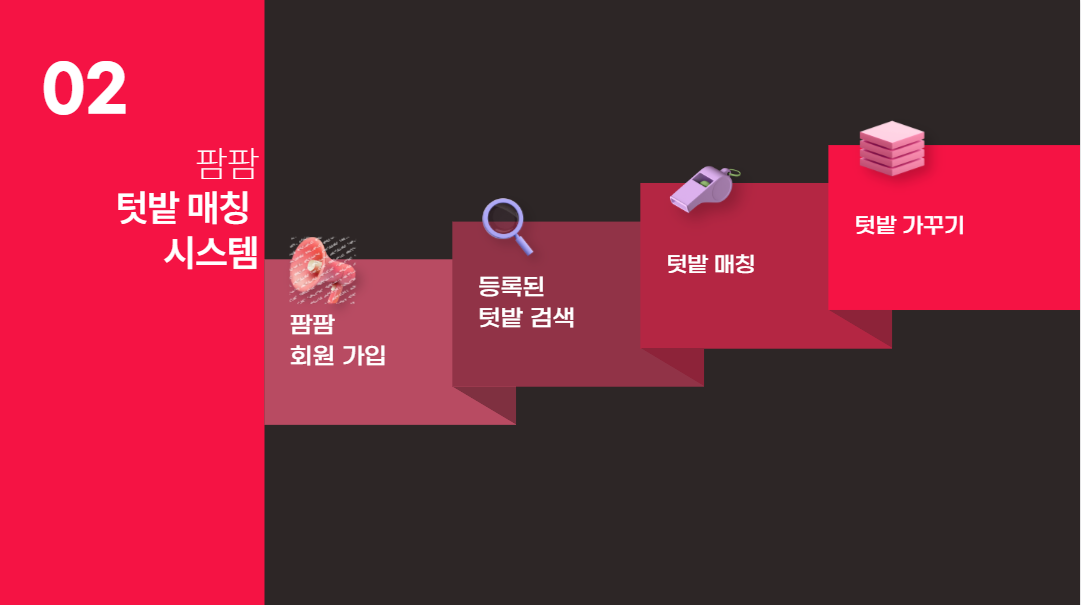 02
팜팜
텃밭 매칭
시스템
팜팜
회원 가입
등록된
텃밭 검색
텃밭 매칭
텃밭 가꾸기